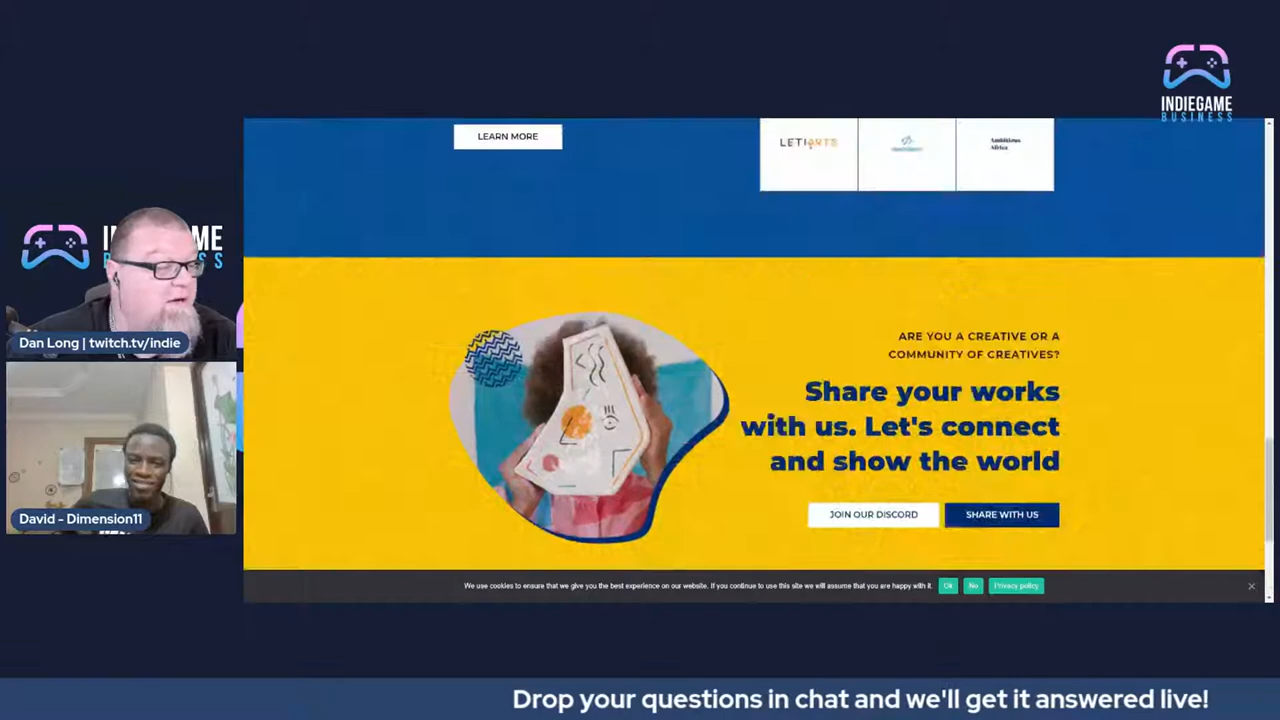 INDIEGAME
BUSINESS
LEARN MORE
LETI ARTS
Ambitious
Africa
Dan Long | twitch.tv/indie
David - Dimension11
ARE YOU A CREATIVE OR A
COMMUNITY OF CREATIVES?
Share your works
with us. Let's connect
and show the world
JOIN OUR DISCORD
SHARE WITH US
We use cookies to ensure that we give you the best experience on our website. If you continue to use this site we will assume that you are happy with it.
Ok
No
Privacy policy
Drop your questions in chat and we'll get it answered live!